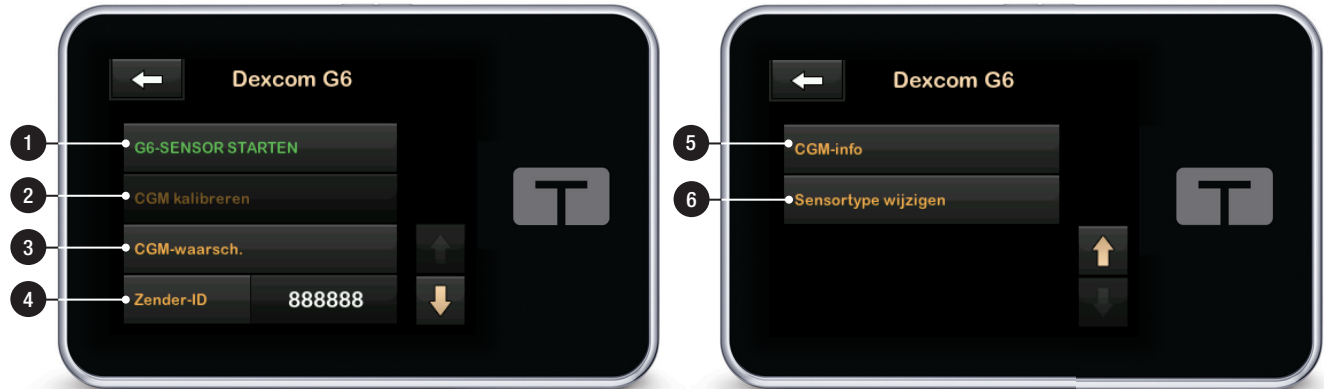 Dexcom G6
1
G6-SENSOR STARTEN
2
CGM kalibreren
3
CGM-waarsch.
4
Zender-ID 888888
Dexcom G6
5
CGM-info
6
Sensortype wijzigen